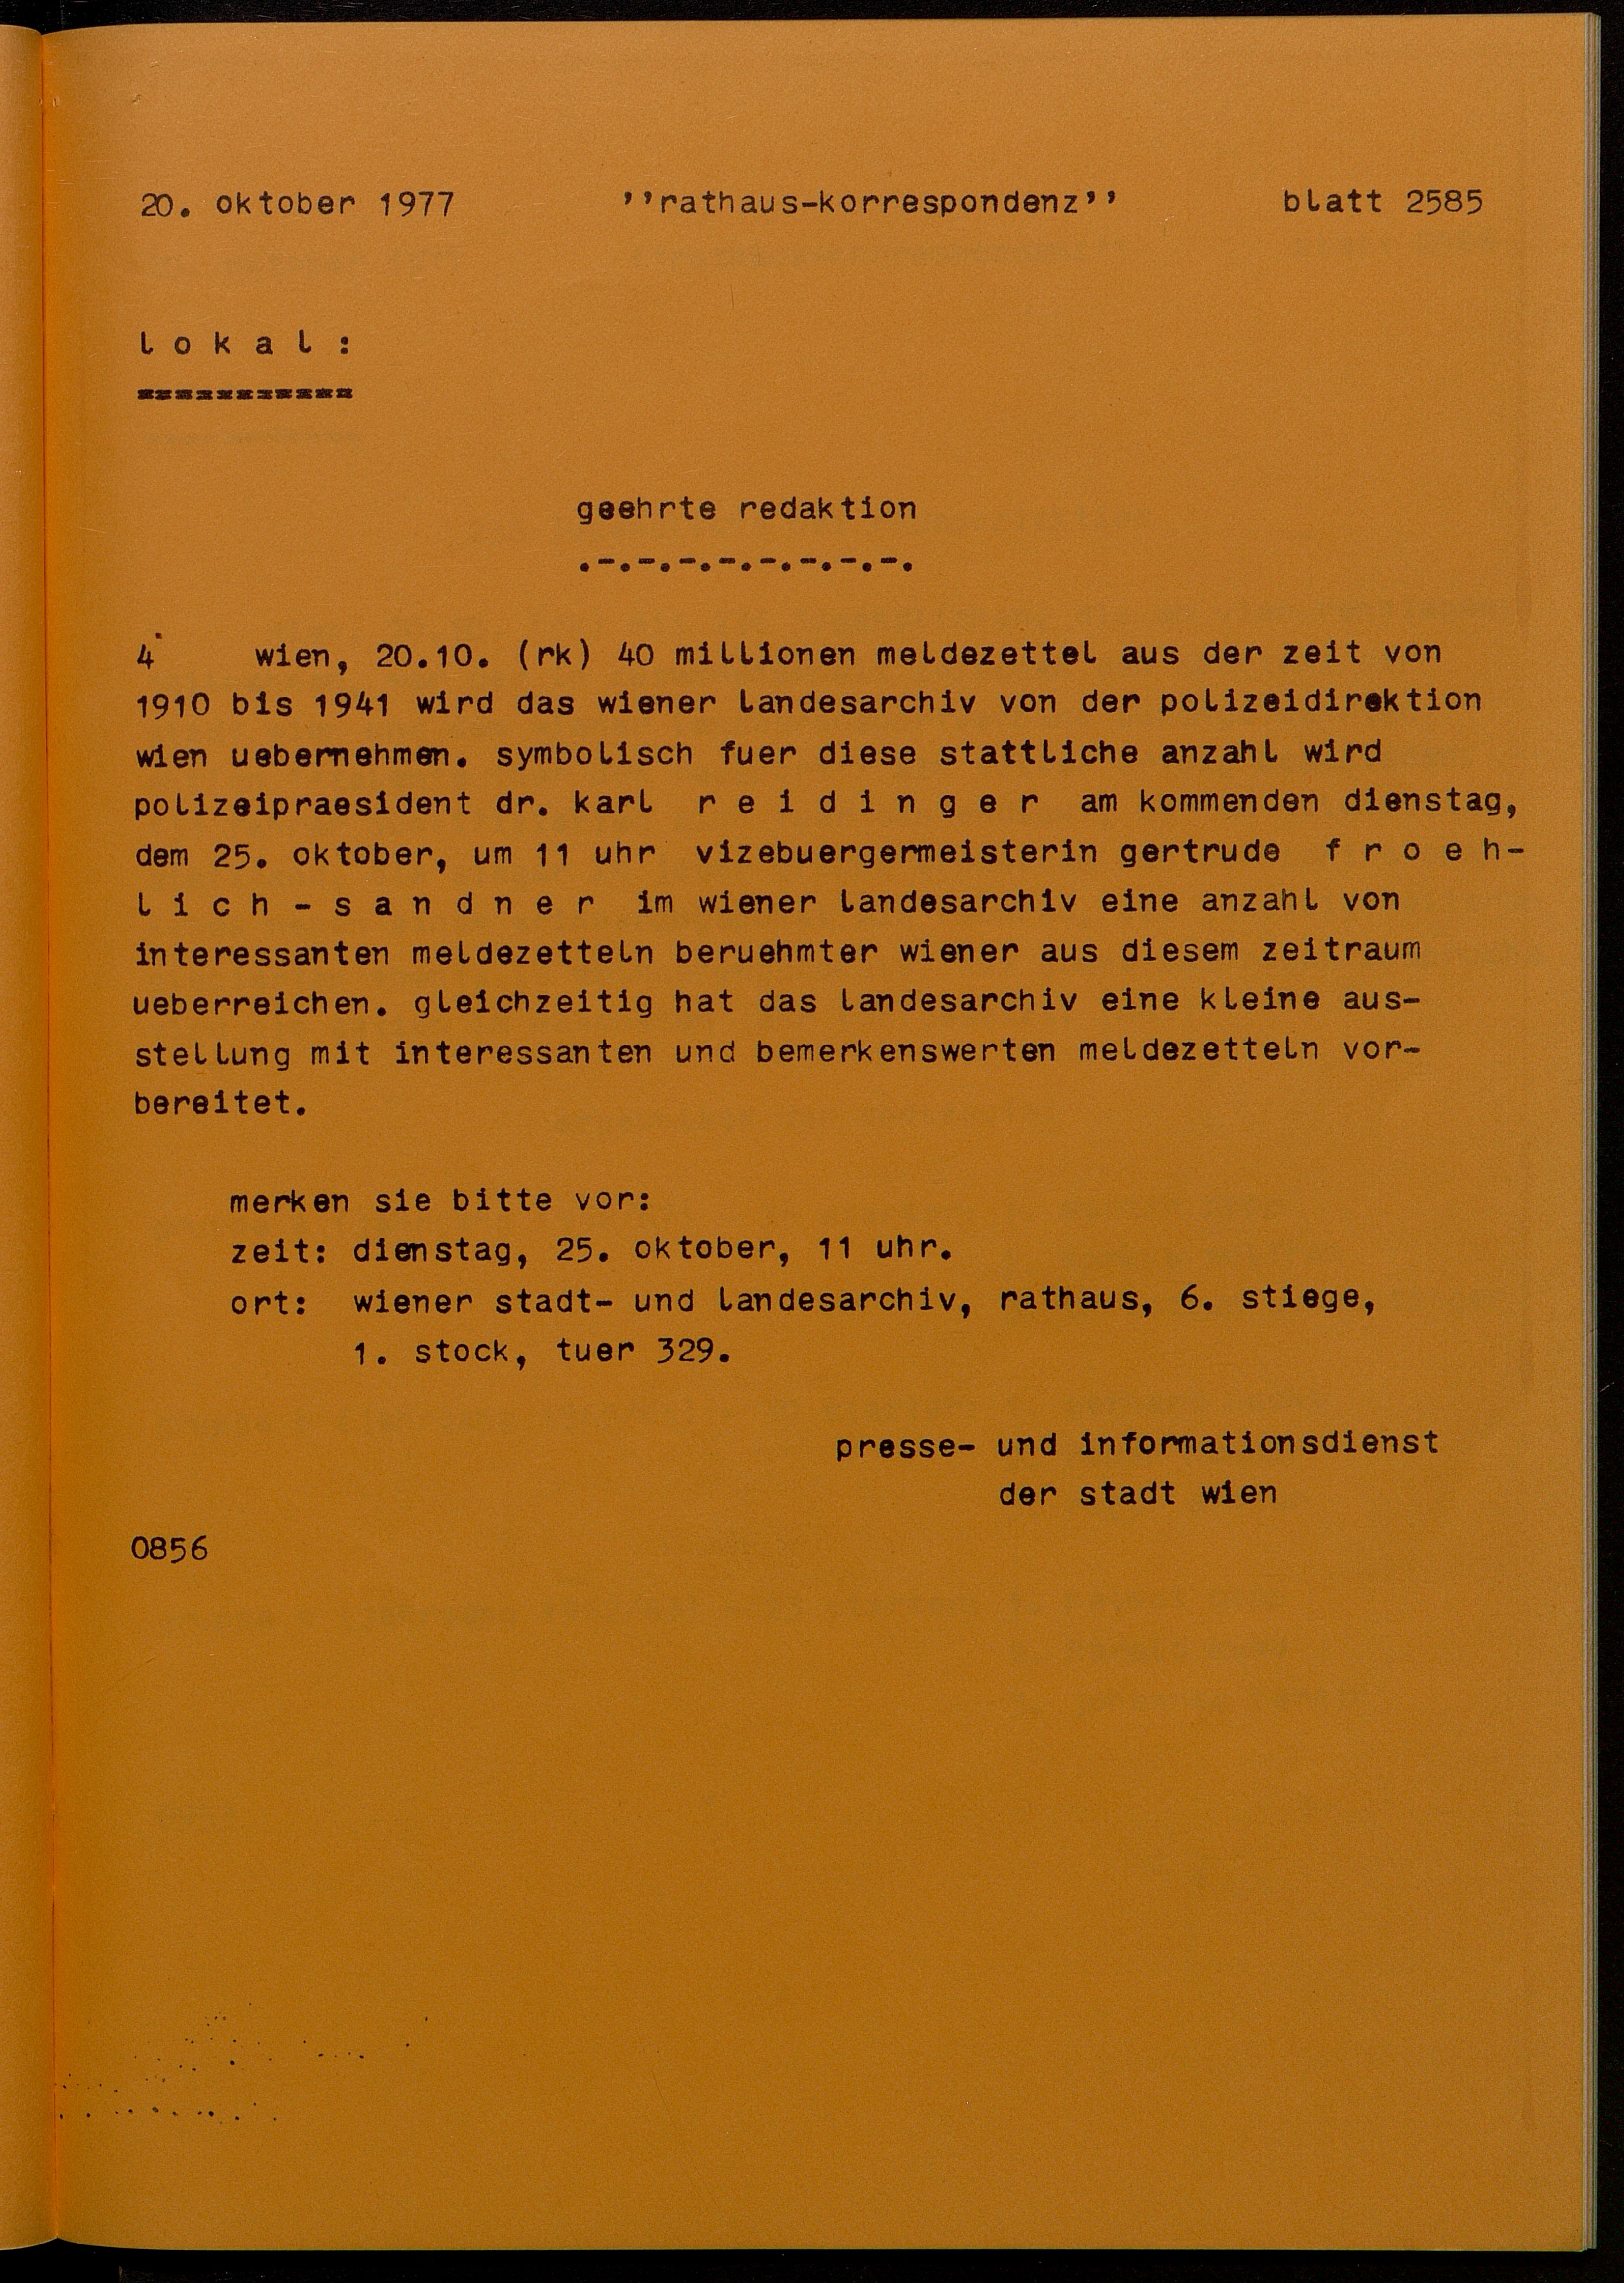 20. oktober 1977 ''rathaus-korrespondenz'' blatt 2585
l o k a l :
===========
geehrte redaktion
.-.-.-.-.-.-.-.-.
4 wien, 20.10. (rk) 40 millionen meldezettel aus der zeit von
1910 bis 1941 wird das wiener landesarchiv von der polizeidirektion
wien uebernehmen. symbolisch fuer diese stattliche anzahl wird
polizeipraesident dr. karl r e i d i n g e r am kommenden dienstag,
dem 25. oktober, um 11 uhr vizebuergermeisterin gertrude f r o e h-
l i c h - s a n d n e r im wiener landesarchiv eine anzahl von
interessanten meldezetteln beruehmter wiener aus diesem zeitraum
ueberreichen. gleichzeitig hat das landesarchiv eine kleine aus-
stellung mit interessanten und bemerkenswerten meldezetteln vor-
bereitet.
merken sie bitte vor:
zeit: dienstag, 25. oktober, 11 uhr.
ort: wiener stadt- und landesarchiv, rathaus, 6. stiege,
1. stock, tuer 329.
presse- und informationsdienst
der stadt wien
0856